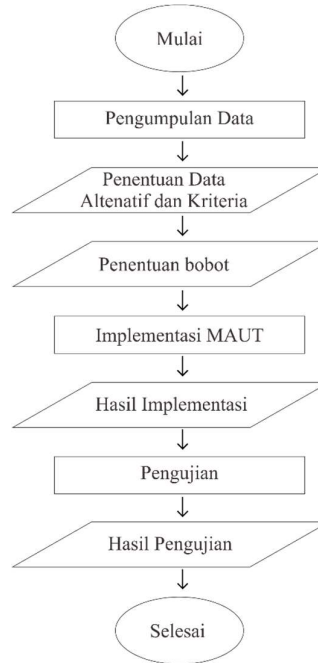 Mulai
Pengumpulan Data
Penentuan Data
Altenatif dan Kriteria
Penentuan bobot
Implementasi MAUT
Hasil Implementasi
Pengujian
Hasil Pengujian
Selesai